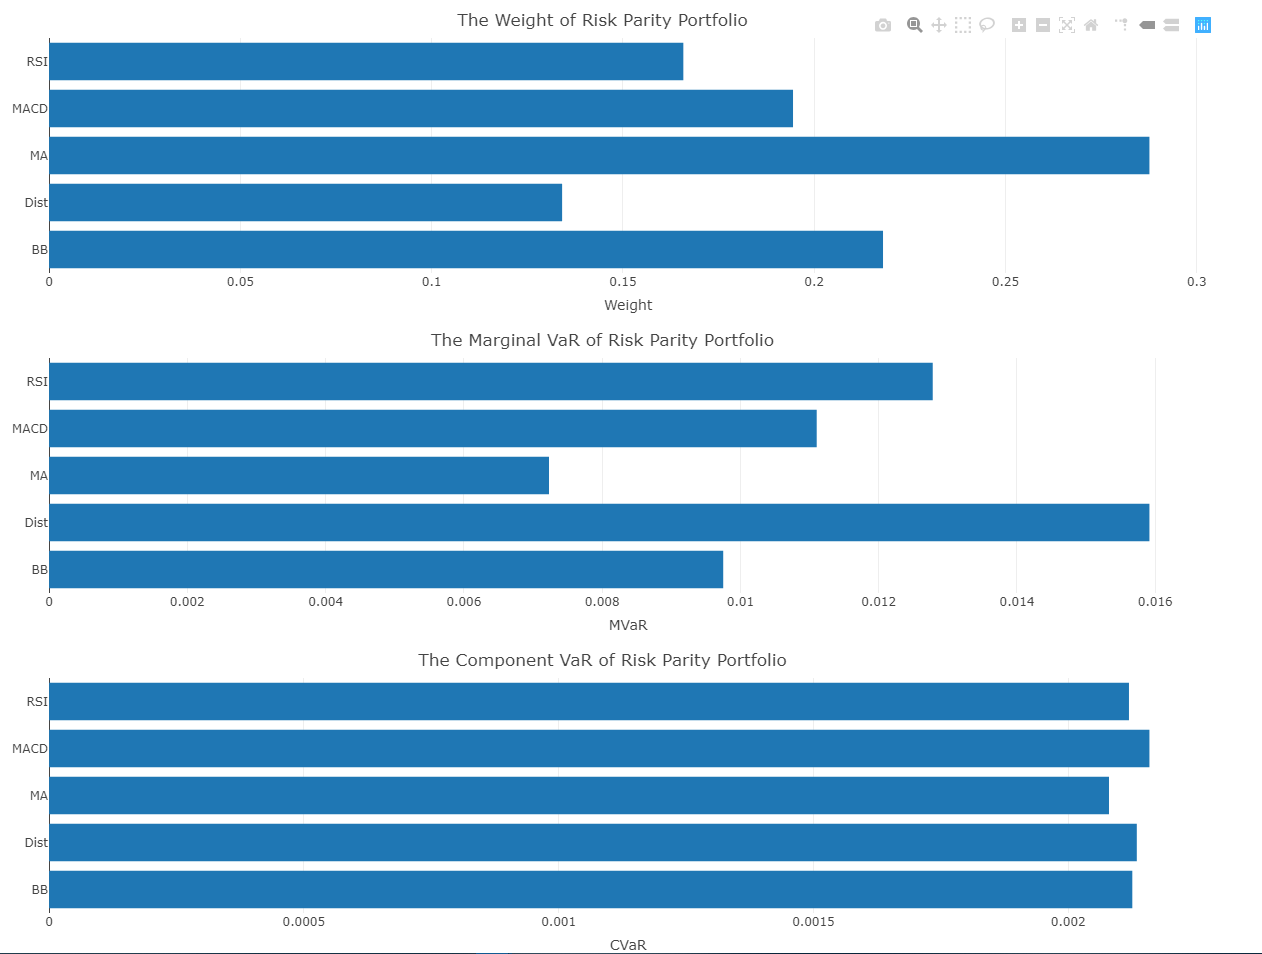 The Weight of Risk Parity Portfolio
RSI
MACD
MA
Dist
BB
0 0.05 0.1 0.15 0.2 0.25 0.3
Weight
The Marginal VaR of Risk Parity Portfolio
RSI
MACD
MA
Dist
BB
0 0.002 0.004 0.006 0.008 0.01 0.012 0.014 0.016
MVaR
The Component VaR of Risk Parity Portfolio
RSI
MACD
MA
Dist
BB
0 0.0005 0.001 0.0015 0.002
CVaR